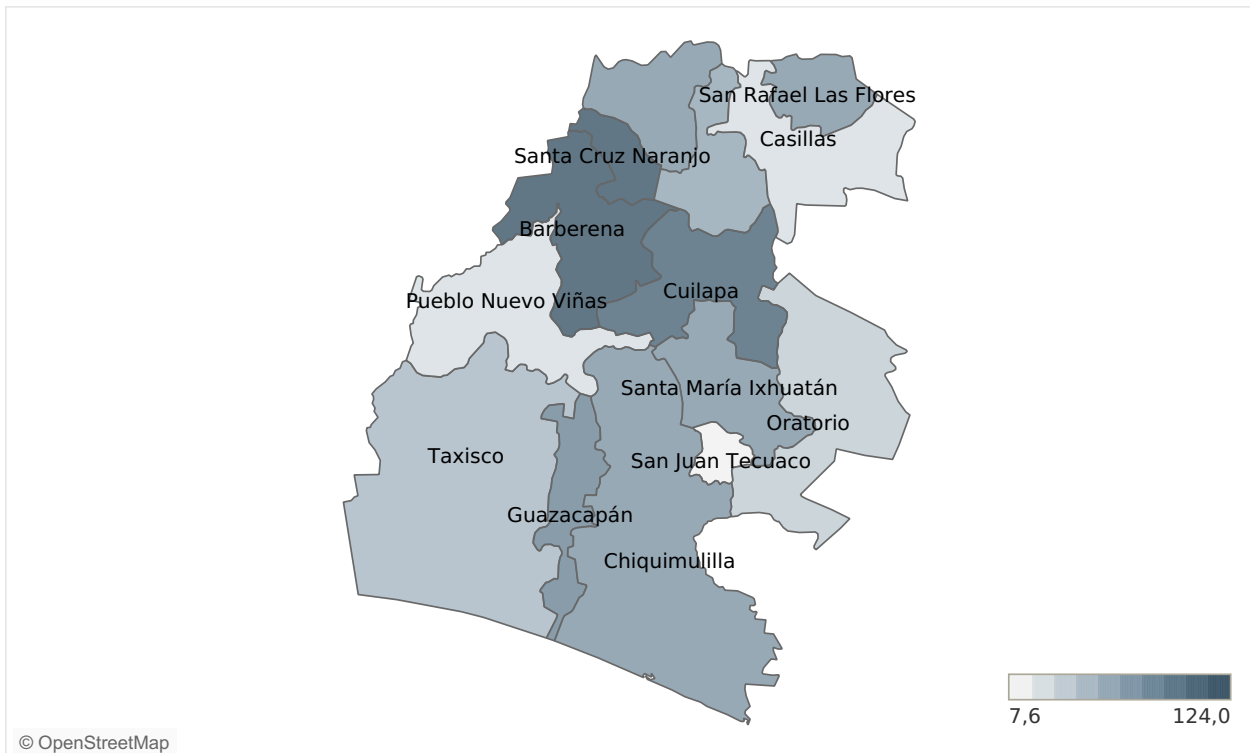 San Rafael Las Flores
Casillas
Santa Cruz Naranjo
Barberena
Cuilapa
Pueblo Nuevo Viñas
Santa María Ixhuatán
Oratorio
Taxisco
San Juan Tecuaco
Guazacapán
Chiquimulilla
7,6
124,0
© OpenStreetMap